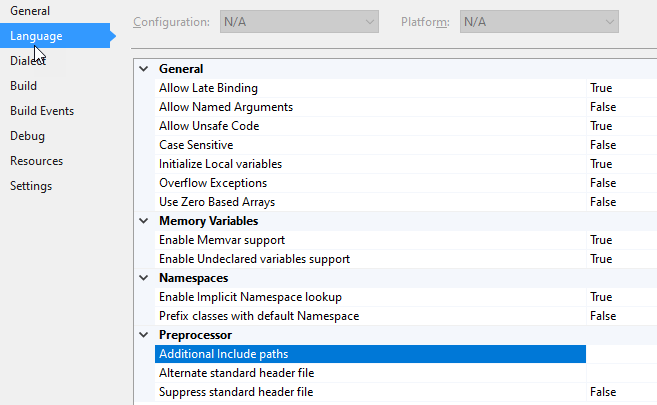 General
Language
Dialect
Build
Build Events
Debug
Resources
Settings
Configuration: N/A Platform: N/A
General
Allow Late Binding True
Allow Named Arguments False
Allow Unsafe Code True
Case Sensitive False
Initialize Local variables True
Overflow Exceptions False
Use Zero Based Arrays False
Memory Variables
Enable Memvar support True
Enable Undeclared variables support True
Namespaces
Enable Implicit Namespace lookup True
Prefix classes with default Namespace False
Preprocessor
Additional Include paths
Alternate standard header file
Suppress standard header file False